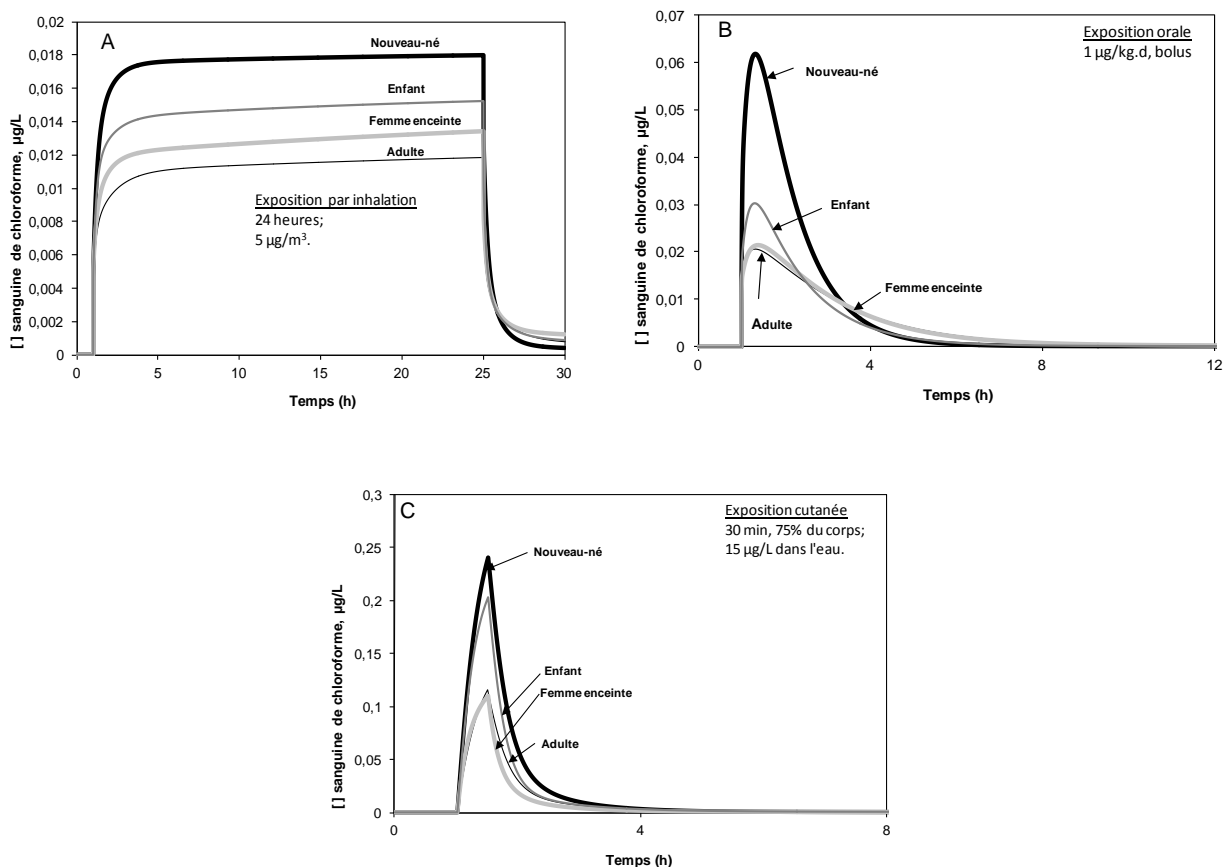 A
[ ] sanguine de chloroforme, µg/L
0,02
0,018
0,016
0,014
0,012
0,01
0,008
0,006
0,004
0,002
0
Nouveau-né
Enfant
Femme enceinte
Adulte
Exposition par inhalation
24 heures;
5 µg/m³.
0 5 10 15 20 25 30
Temps (h)
B
[ ] sanguine de chloroforme, µg/L
0,07
0,06
0,05
0,04
0,03
0,02
0,01
0
Exposition orale
1 µg/kg.d, bolus
Nouveau-né
Enfant
Femme enceinte
Adulte
0 4 8 12
Temps (h)
C
[ ] sanguine de chloroforme, µg/L
0,3
0,25
0,2
0,15
0,1
0,05
0
Exposition cutanée
30 min, 75% du corps;
15 µg/L dans l'eau.
Nouveau-né
Enfant
Femme enceinte
Adulte
0 4 8
Temps (h)